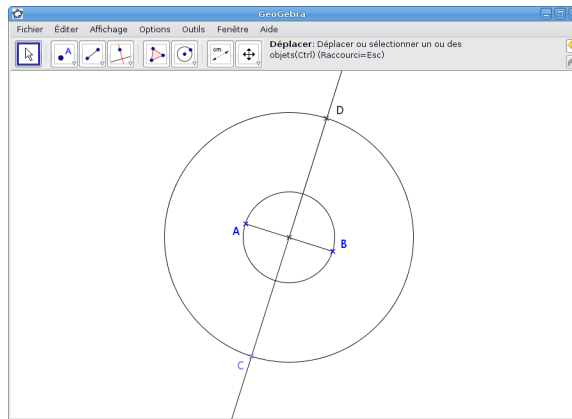 GeoGebra
Fichier Éditer Affichage Options Outils Fenêtre Aide
A
cm
Déplacer: Déplacer ou sélectionner un ou des
objets(Ctrl) (Raccourci=Esc)
D
A
B
C